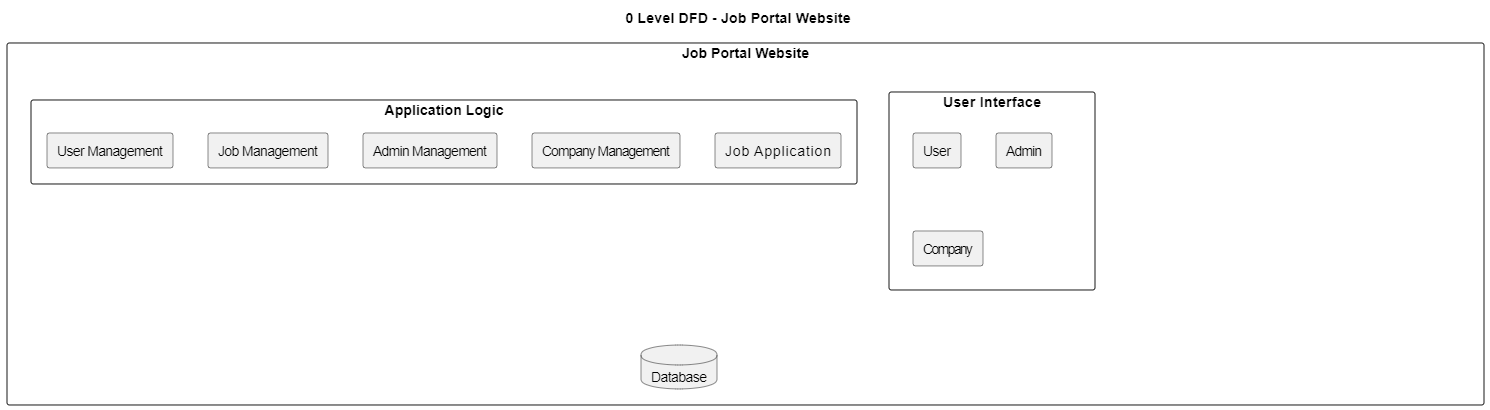 0 Level DFD - Job Portal Website
Job Portal Website
Application Logic
User Management
Job Management
Admin Management
Company Management
Job Application
User Interface
User
Admin
Company
Database